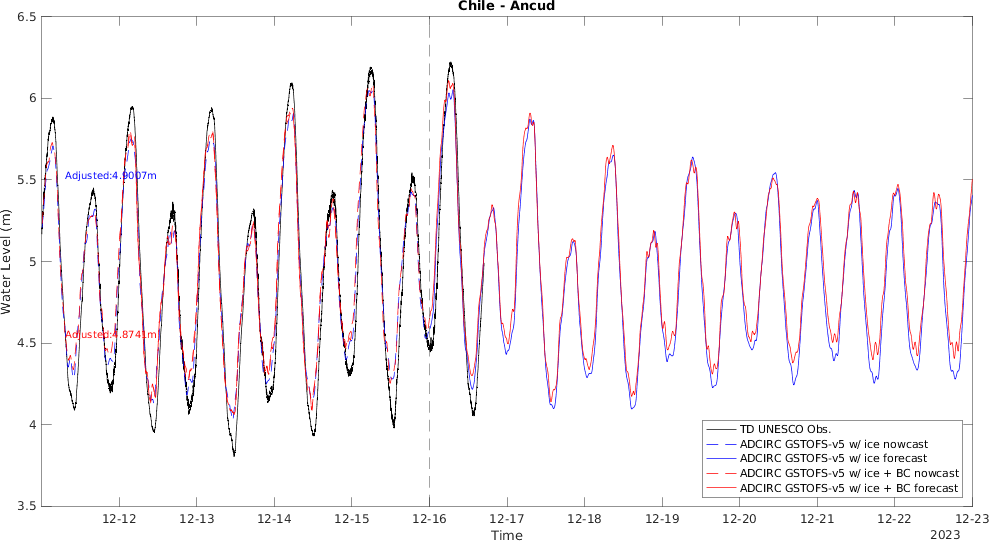 Chile - Ancud
6.5
6
5.5
5
4.5
4
3.5
Water Level (m)
Adjusted:4.9007m
Adjusted:4.8741m
TD UNESCO Obs.
ADCIRC GSTOFS-v5 w/ ice nowcast
ADCIRC GSTOFS-v5 w/ ice forecast
ADCIRC GSTOFS-v5 w/ ice + BC nowcast
ADCIRC GSTOFS-v5 w/ ice + BC forecast
12-12
12-13
12-14
12-15
12-16
12-17
12-18
12-19
12-20
12-21
12-22
12-23
Time
2023